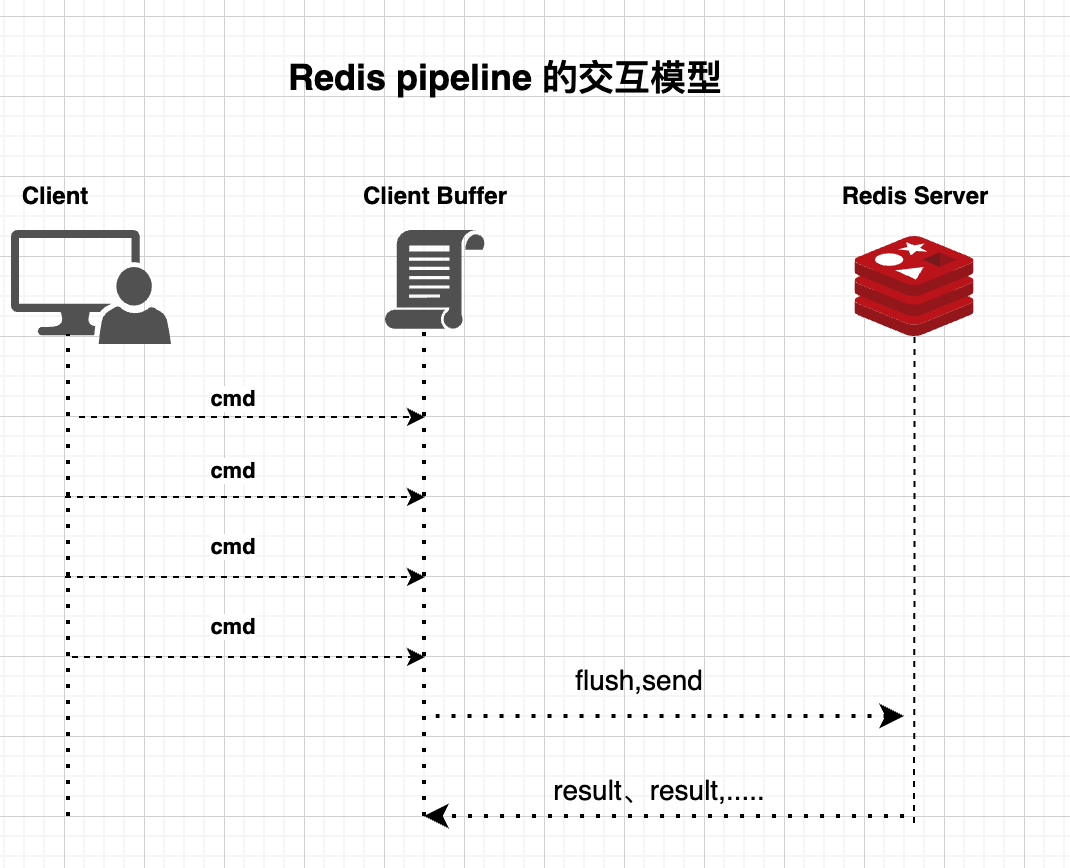 Redis pipeline 的交互模型
Client
Client Buffer
Redis Server
cmd
cmd
cmd
cmd
flush,send
result、result,.....